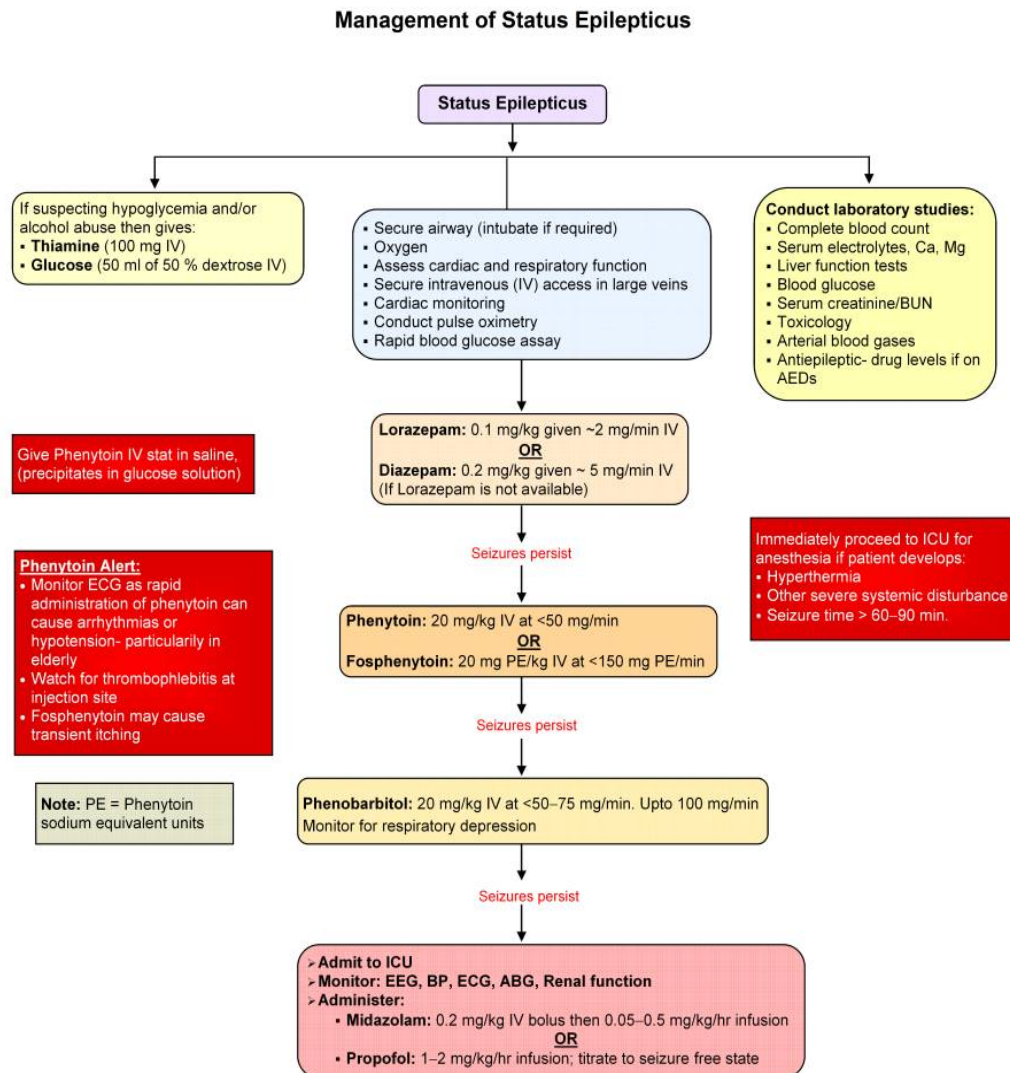 Management of Status Epilepticus
Status Epilepticus
If suspecting hypoglycemia and/or
alcohol abuse then gives:
▪ Thiamine (100 mg IV)
▪ Glucose (50 ml of 50 % dextrose IV)
▪ Secure airway (intubate if required)
▪ Oxygen
▪ Assess cardiac and respiratory function
▪ Secure intravenous (IV) access in large veins
▪ Cardiac monitoring
▪ Conduct pulse oximetry
▪ Rapid blood glucose assay
Conduct laboratory studies:
▪ Complete blood count
▪ Serum electrolytes, Ca, Mg
▪ Liver function tests
▪ Blood glucose
▪ Serum creatinine/BUN
▪ Toxicology
▪ Arterial blood gases
▪ Antiepileptic- drug levels if on
AEDs
Lorazepam: 0.1 mg/kg given ~2 mg/min IV
OR
Diazepam: 0.2 mg/kg given ~ 5 mg/min IV
(If Lorazepam is not available)
Give Phenytoin IV stat in saline,
(precipitates in glucose solution)
Seizures persist
Immediately proceed to ICU for
anesthesia if patient develops:
• Hyperthermia
• Other severe systemic disturbance
• Seizure time > 60–90 min.
Phenytoin Alert:
• Monitor ECG as rapid
administration of phenytoin can
cause arrhythmias or
hypotension- particularily in
elderly
• Watch for thrombophlebitis at
injection site
• Fosphenytoin may cause
transient itching
Phenytoin: 20 mg/kg IV at <50 mg/min
OR
Fosphenytoin: 20 mg PE/kg IV at <150 mg PE/min
Seizures persist
Note: PE = Phenytoin
sodium equivalent units
Phenobarbitol: 20 mg/kg IV at <50–75 mg/min. Upto 100 mg/min
Monitor for respiratory depression
Seizures persist
➢ Admit to ICU
➢ Monitor: EEG, BP, ECG, ABG, Renal function
➢ Administer:
▪ Midazolam: 0.2 mg/kg IV bolus then 0.05–0.5 mg/kg/hr infusion
OR
▪ Propofol: 1–2 mg/kg/hr infusion; titrate to seizure free state